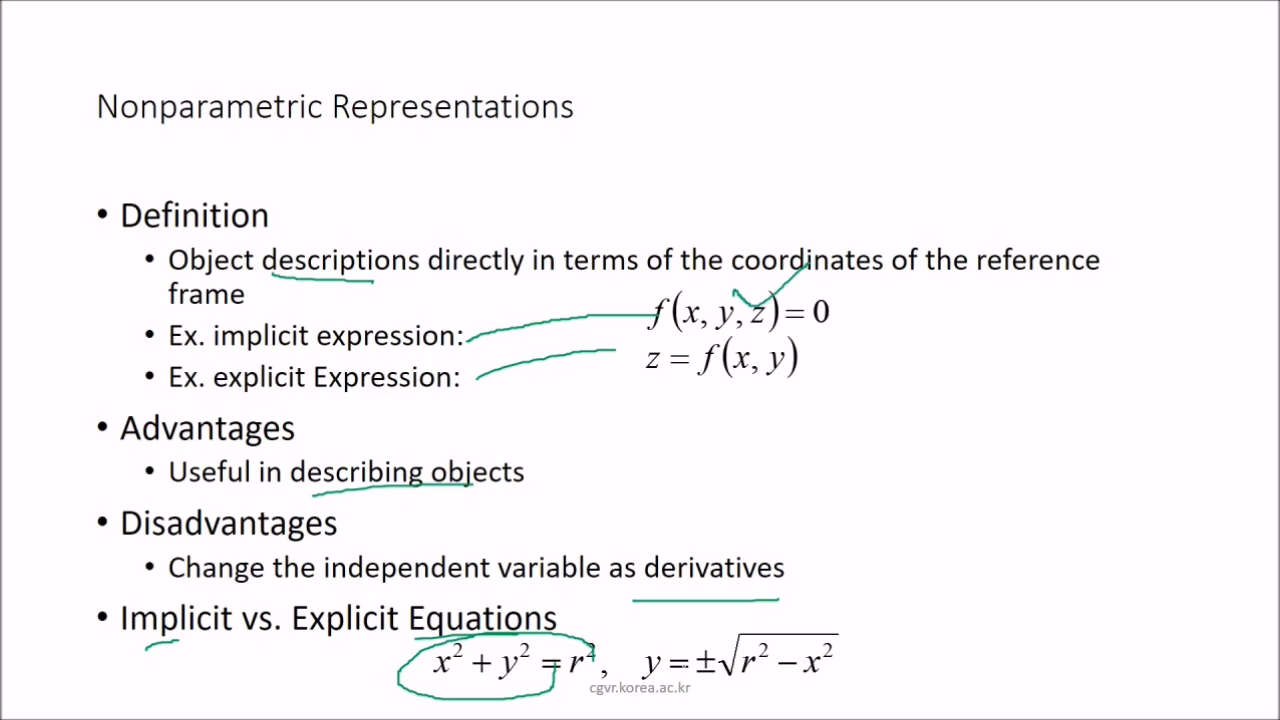 Nonparametric Representations
• Definition
• Object descriptions directly in terms of the coordinates of the reference
frame
• Ex. implicit expression: f(x, y, z) = 0
• Ex. explicit Expression: z = f(x, y)
• Advantages
• Useful in describing objects
• Disadvantages
• Change the independent variable as derivatives
• Implicit vs. Explicit Equations
x² + y² = r², y = ±√(r² − x²)
cgvr.korea.ac.kr